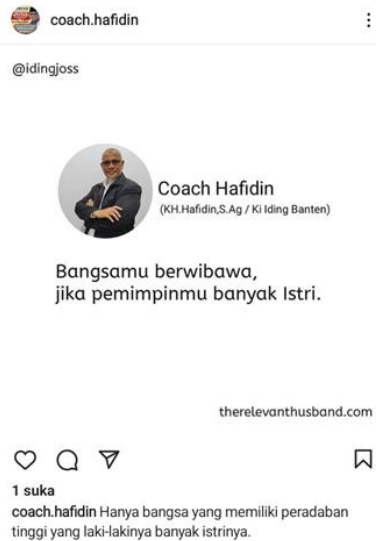 coach.hafidin
@idingjoss
Coach Hafidin
(KH.Hafidin,S.Ag / Ki Iding Banten)
Bangsamu berwibawa,
jika pemimpinmu banyak Istri.
therelevanthusband.com
1 suka
coach.hafidin Hanya bangsa yang memiliki peradaban
tinggi yang laki-lakinya banyak istrinya.